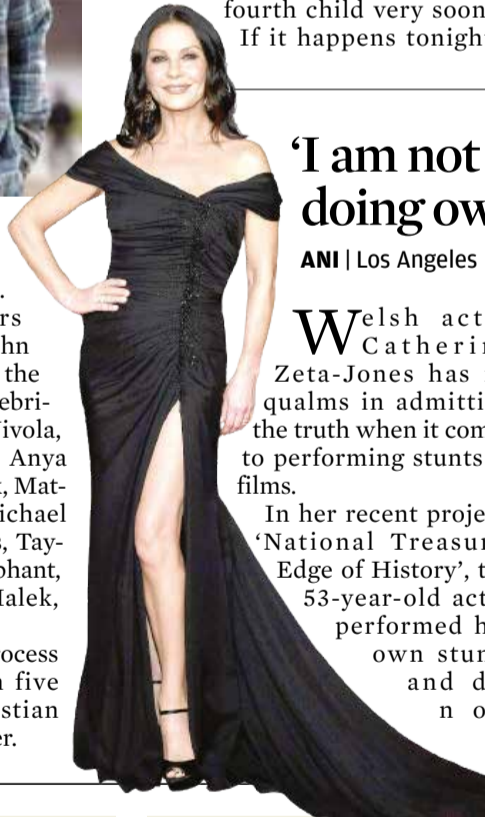 fourth child very soon
If it happens tonight
'I am not
doing ow
ANI | Los Angeles
Welsh act
Catherin
Zeta-Jones has
qualms in admitti
the truth when it com
to performing stunts
films.
In her recent proje
'National Treasur
Edge of History', t
53-year-old act
performed h
own stun
and d
n o
.
rs
hn
the
ebri-
ivola,
Anya
, Mat-
ichael
, Tay-
phant,
Malek,
ocess
five
stian
er.